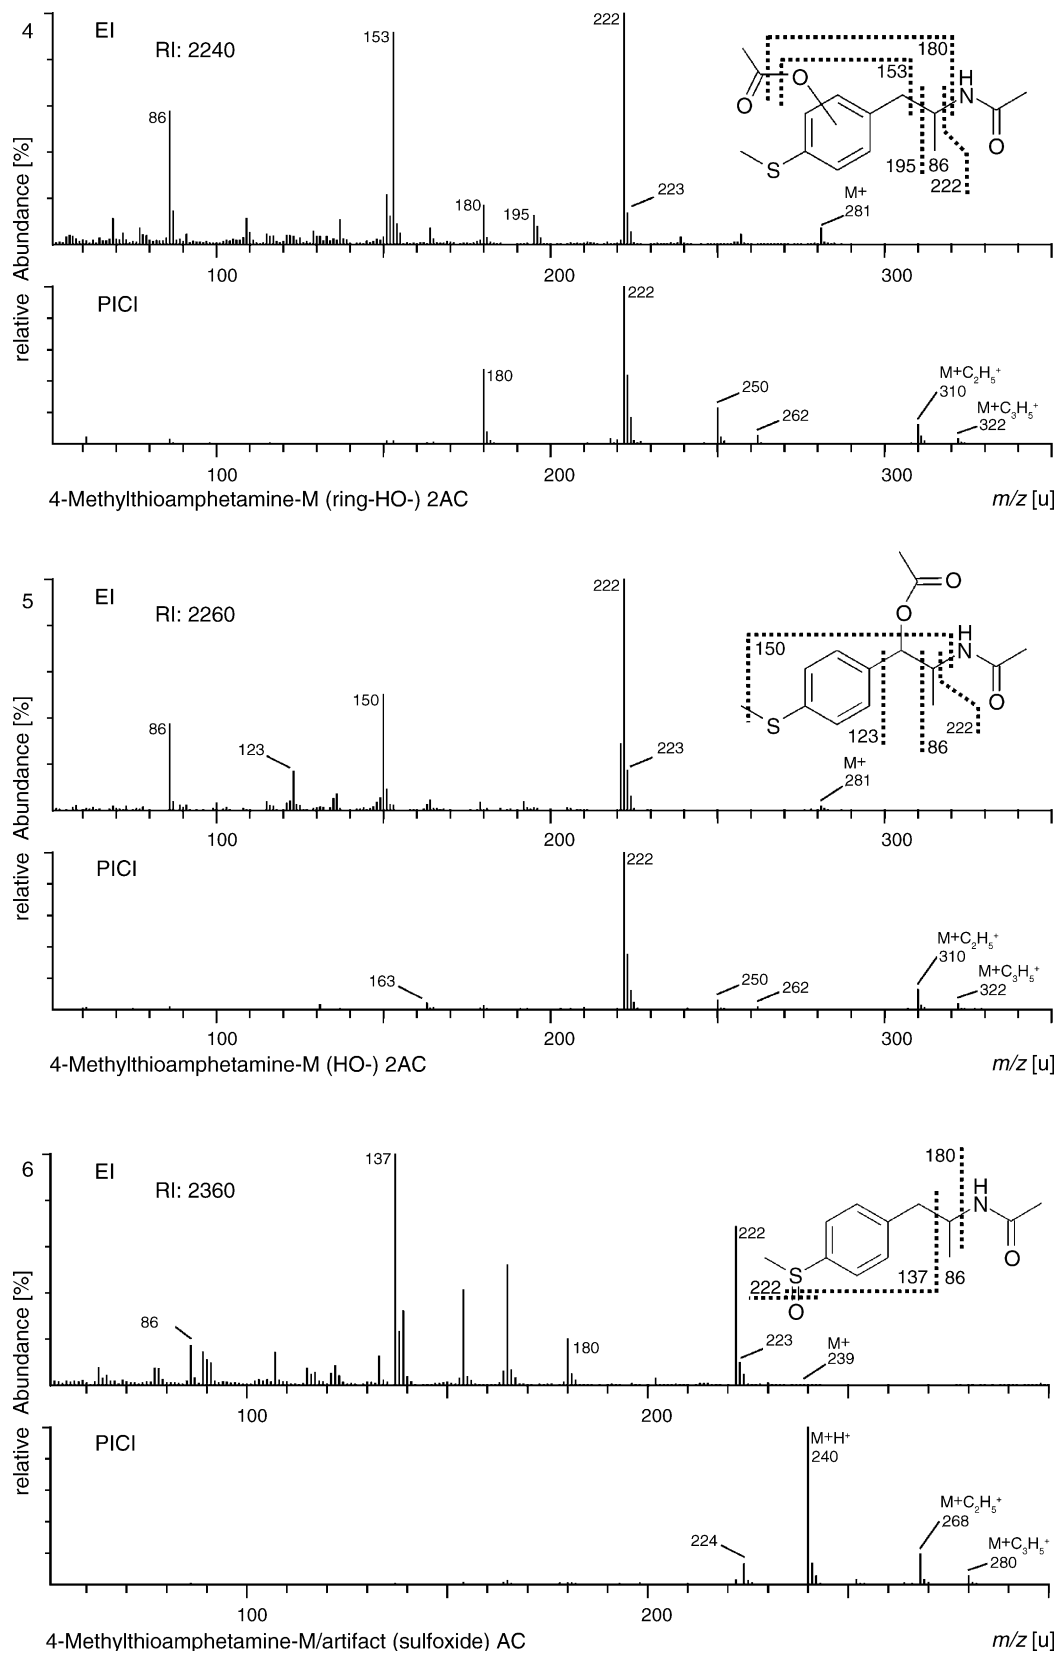 4
EI
RI: 2240
relative Abundance [%]
86
153
180
195
222
223
M+
281
180
153
O
O
H
N
O
S
195
86
222
100
200
300
PICI
222
180
250
262
M+C₂H₅⁺
310
M+C₃H₅⁺
322
100
200
300
4-Methylthioamphetamine-M (ring-HO-) 2AC
m/z [u]
5
EI
RI: 2260
relative Abundance [%]
86
123
150
222
223
M+
281
O
O
H
N
O
S
150
123
86
222
100
200
300
PICI
222
163
250
262
M+C₂H₅⁺
310
M+C₃H₅⁺
322
100
200
300
4-Methylthioamphetamine-M (HO-) 2AC
m/z [u]
6
EI
RI: 2360
relative Abundance [%]
86
137
180
222
223
M+
239
180
H
N
O
S
O
222
137
86
100
200
PICI
224
M+H⁺
240
M+C₂H₅⁺
268
M+C₃H₅⁺
280
100
200
4-Methylthioamphetamine-M/artifact (sulfoxide) AC
m/z [u]